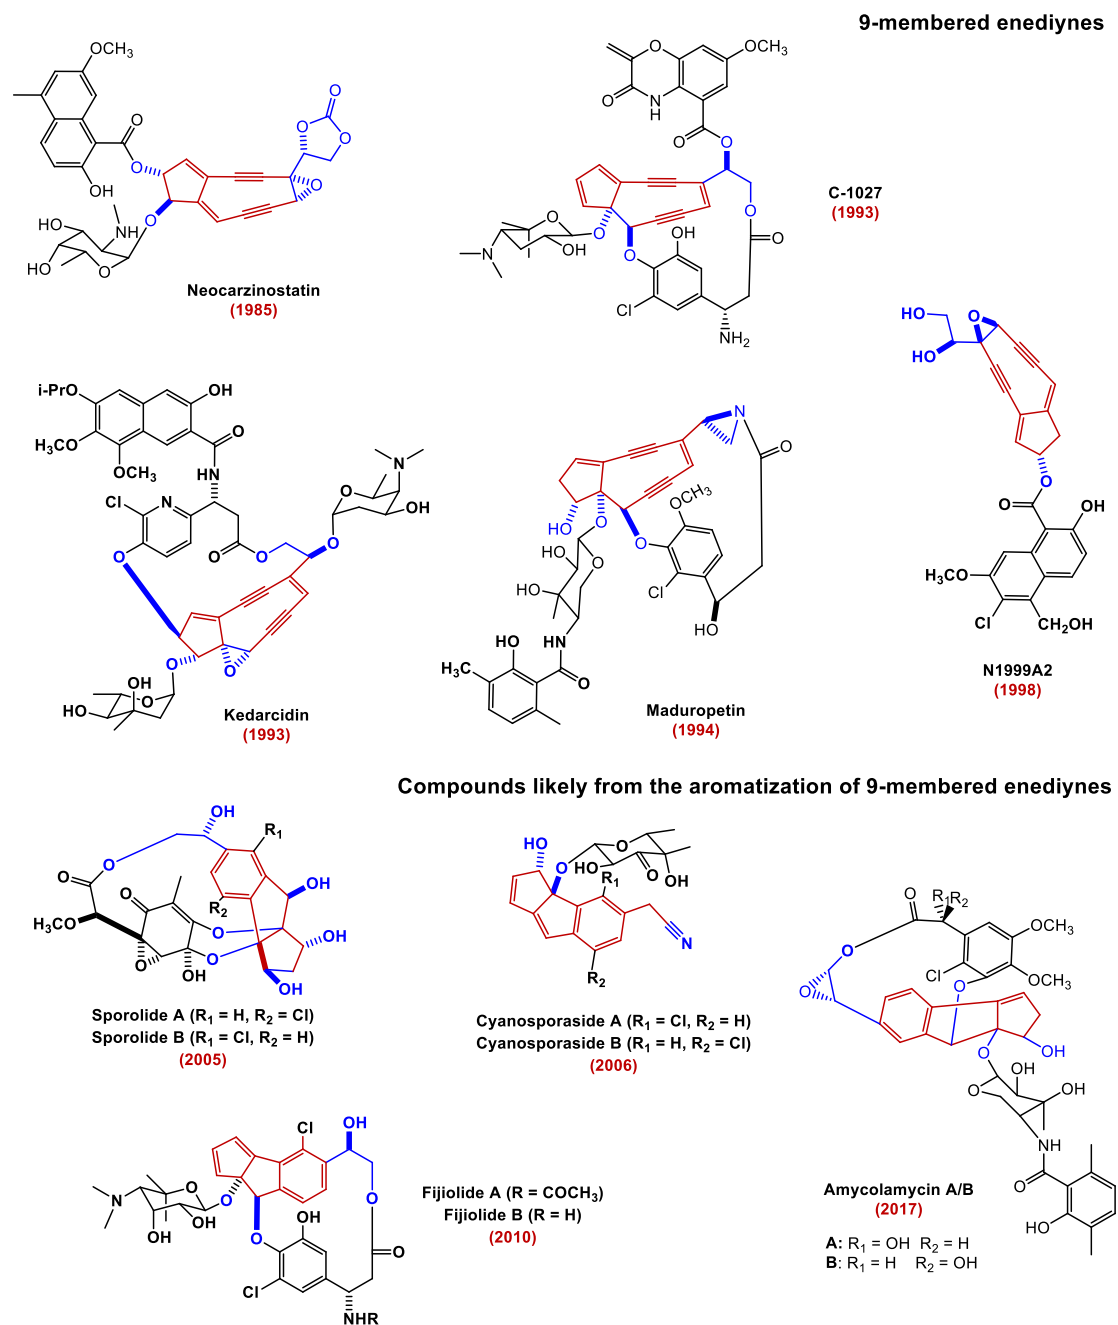 9-membered enediynes
OCH3
O
O
O
O
O
OH
O
HO
NH
O
HO
O
Neocarzinostatin
(1985)
O
OCH3
O
N
H
O
O
O
O
O
OH
N
OH
O
O
Cl
NH2
C-1027
(1993)
HO
O
HO
O
O
OH
H3CO
Cl
CH2OH
N1999A2
(1998)
i-PrO
OH
H3CO
O
OCH3
HN
N
Cl
N
O
OH
O
O
O
O
O
O
OH
O
HO
Kedarcidin
(1993)
N
O
OCH3
HO
O
O
HO
O
HO
Cl
HO
HO
HN
H3C
O
Maduropetin
(1994)
Compounds likely from the aromatization of 9-membered enediynes
OH
R1
O
O
O
R2
OH
H3CO
O
OH
O
O
OH
OH
Sporolide A (R1 = H, R2 = Cl)
Sporolide B (R1 = Cl, R2 = H)
(2005)
HO
O
O
HO
O
OH
R1
N
R2
Cyanosporaside A (R1 = Cl, R2 = H)
Cyanosporaside B (R1 = H, R2 = Cl)
(2006)
O
R1
R2
OCH3
O
Cl
OCH3
O
O
OH
O
OH
O
OH
NH
O
HO
Amycolamycin A/B
(2017)
A: R1 = OH R2 = H
B: R1 = H R2 = OH
Cl
OH
N
O
O
O
OH
OH
OH
O
O
Cl
NHR
Fijiolide A (R = COCH3)
Fijiolide B (R = H)
(2010)